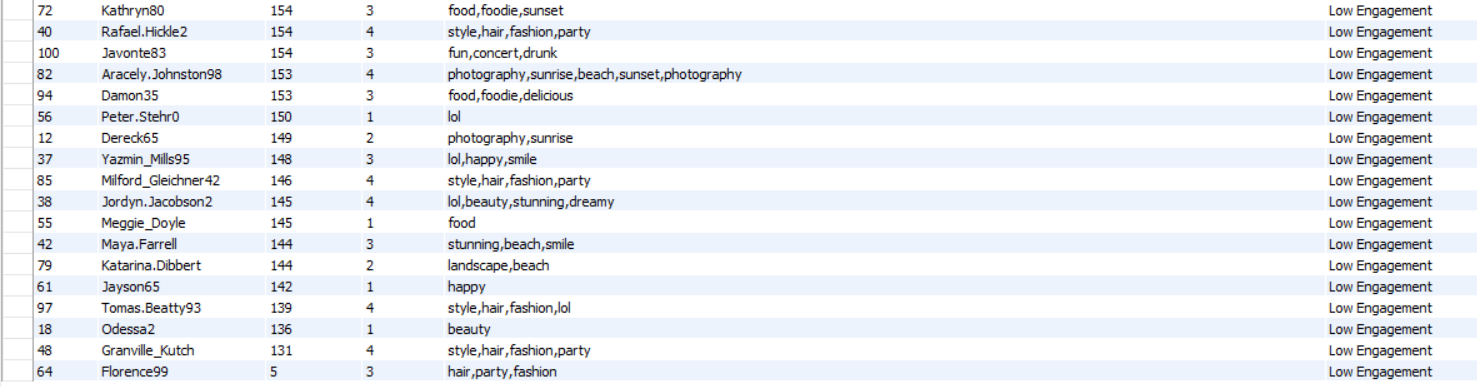 72 Kathryn80 154 3 food,foodie,sunset Low Engagement
40 Rafael.Hickle2 154 4 style,hair,fashion,party Low Engagement
100 Javonte83 154 3 fun,concert,drunk Low Engagement
82 Aracely.Johnston98 153 4 photography,sunrise,beach,sunset,photography Low Engagement
94 Damon35 153 3 food,foodie,delicious Low Engagement
56 Peter.Stehr0 150 1 lol Low Engagement
12 Dereck65 149 2 photography,sunrise Low Engagement
37 Yazmin_Mills95 148 3 lol,happy,smile Low Engagement
85 Milford_Gleichner42 146 4 style,hair,fashion,party Low Engagement
38 Jordyn.Jacobson2 145 4 lol,beauty,stunning,dreamy Low Engagement
55 Meggie_Doyle 145 1 food Low Engagement
42 Maya.Farrell 144 3 stunning,beach,smile Low Engagement
79 Katarina.Dibbert 144 2 landscape,beach Low Engagement
61 Jayson65 142 1 happy Low Engagement
97 Tomas.Beatty93 139 4 style,hair,fashion,lol Low Engagement
18 Odessa2 136 1 beauty Low Engagement
48 Granville_Kutch 131 4 style,hair,fashion,party Low Engagement
64 Florence99 5 3 hair,party,fashion Low Engagement